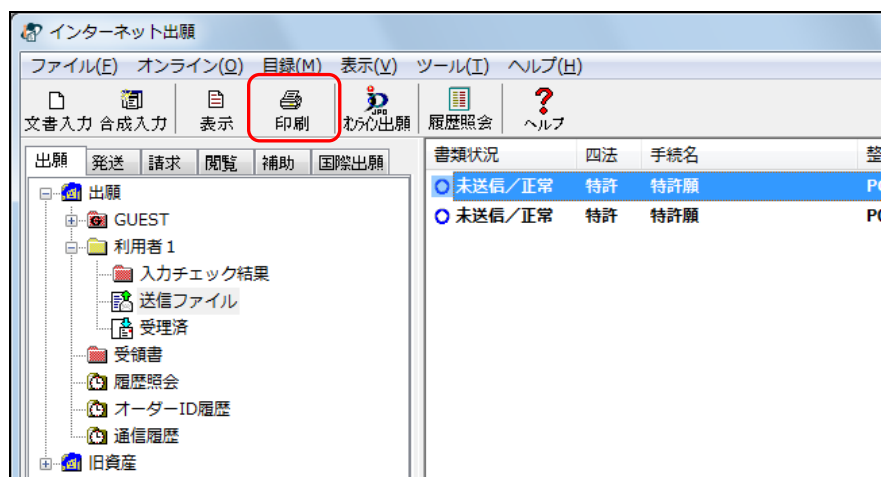 インターネット出願
ファイル(F) オンライン(O) 目録(M) 表示(V) ツール(T) ヘルプ(H)
文書入力 合成入力 表示 印刷 オンライン出願 履歴照会 ヘルプ
出願 発送 請求 閲覧 補助 国際出願
書類状況 四法 手続名 整
出願
未送信/正常 特許 特許願 P
GUEST
未送信/正常 特許 特許願 P
利用者1
入力チェック結果
送信ファイル
受理済
受領書
履歴照会
オーダーID履歴
通信履歴
旧資産